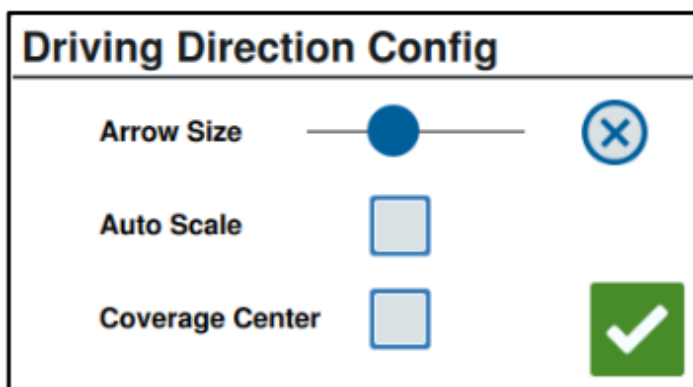 Driving Direction Config
Arrow Size
Auto Scale
Coverage Center